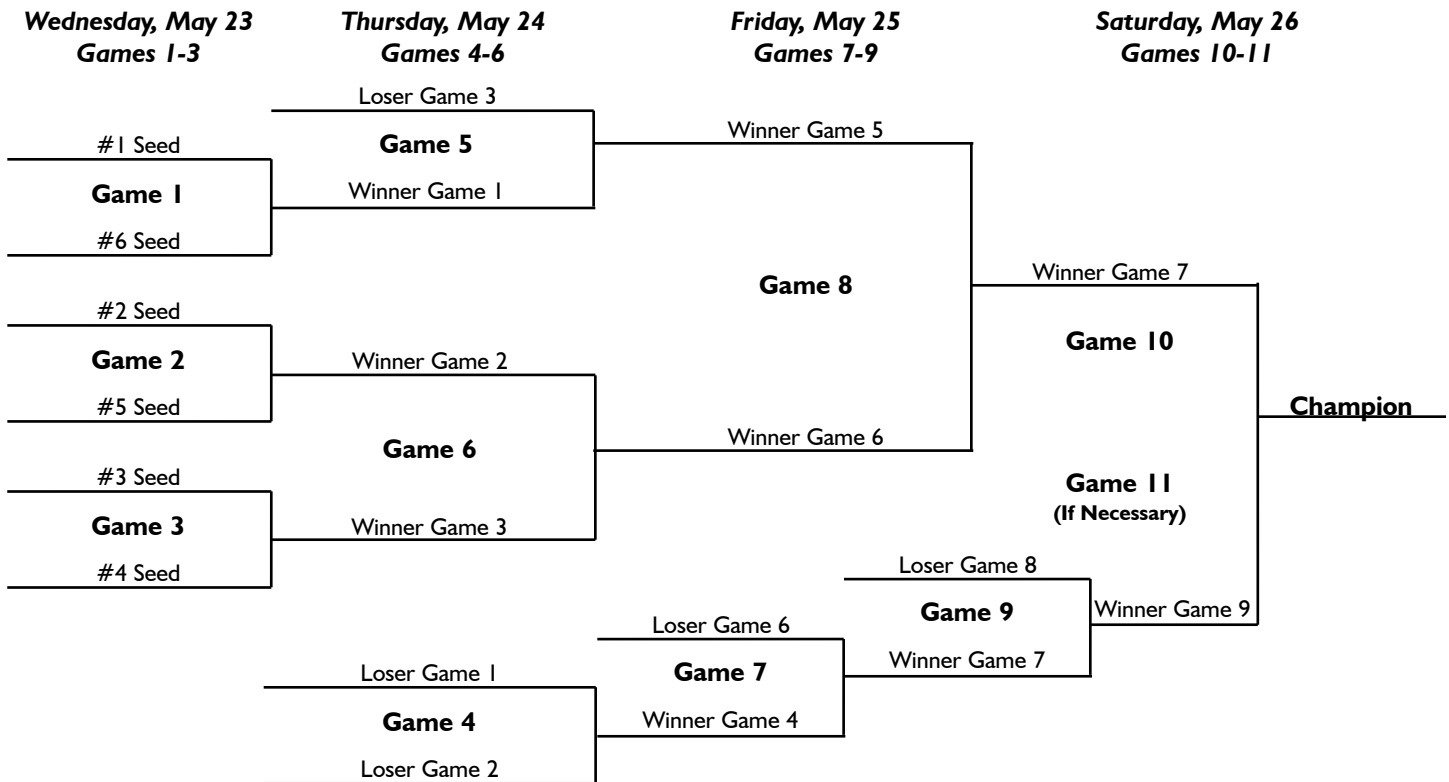 Wednesday, May 23
Games 1-3
Thursday, May 24
Games 4-6
Friday, May 25
Games 7-9
Saturday, May 26
Games 10-11
#1 Seed
Game 1
#6 Seed
#2 Seed
Game 2
#5 Seed
#3 Seed
Game 3
#4 Seed
Loser Game 3
Game 5
Winner Game 1
Winner Game 2
Game 6
Winner Game 3
Loser Game 1
Game 4
Loser Game 2
Winner Game 5
Game 8
Winner Game 6
Loser Game 6
Game 7
Winner Game 4
Loser Game 8
Game 9
Winner Game 7
Winner Game 7
Game 10
Game 11
(If Necessary)
Winner Game 9
Champion